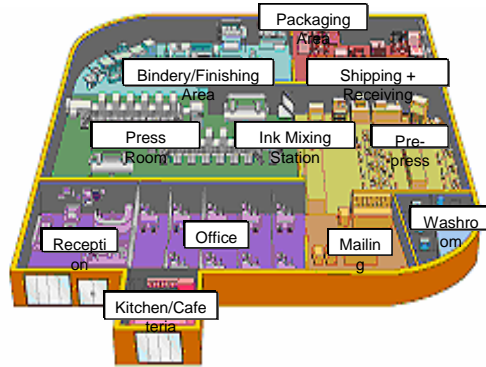 Packaging
Area
Bindery/Finishing
Area
Shipping +
Receiving
Press
Room
Ink Mixing
Station
Pre-
press
Recepti
on
Office
Mailin
g
Washro
om
Kitchen/Cafe
teria